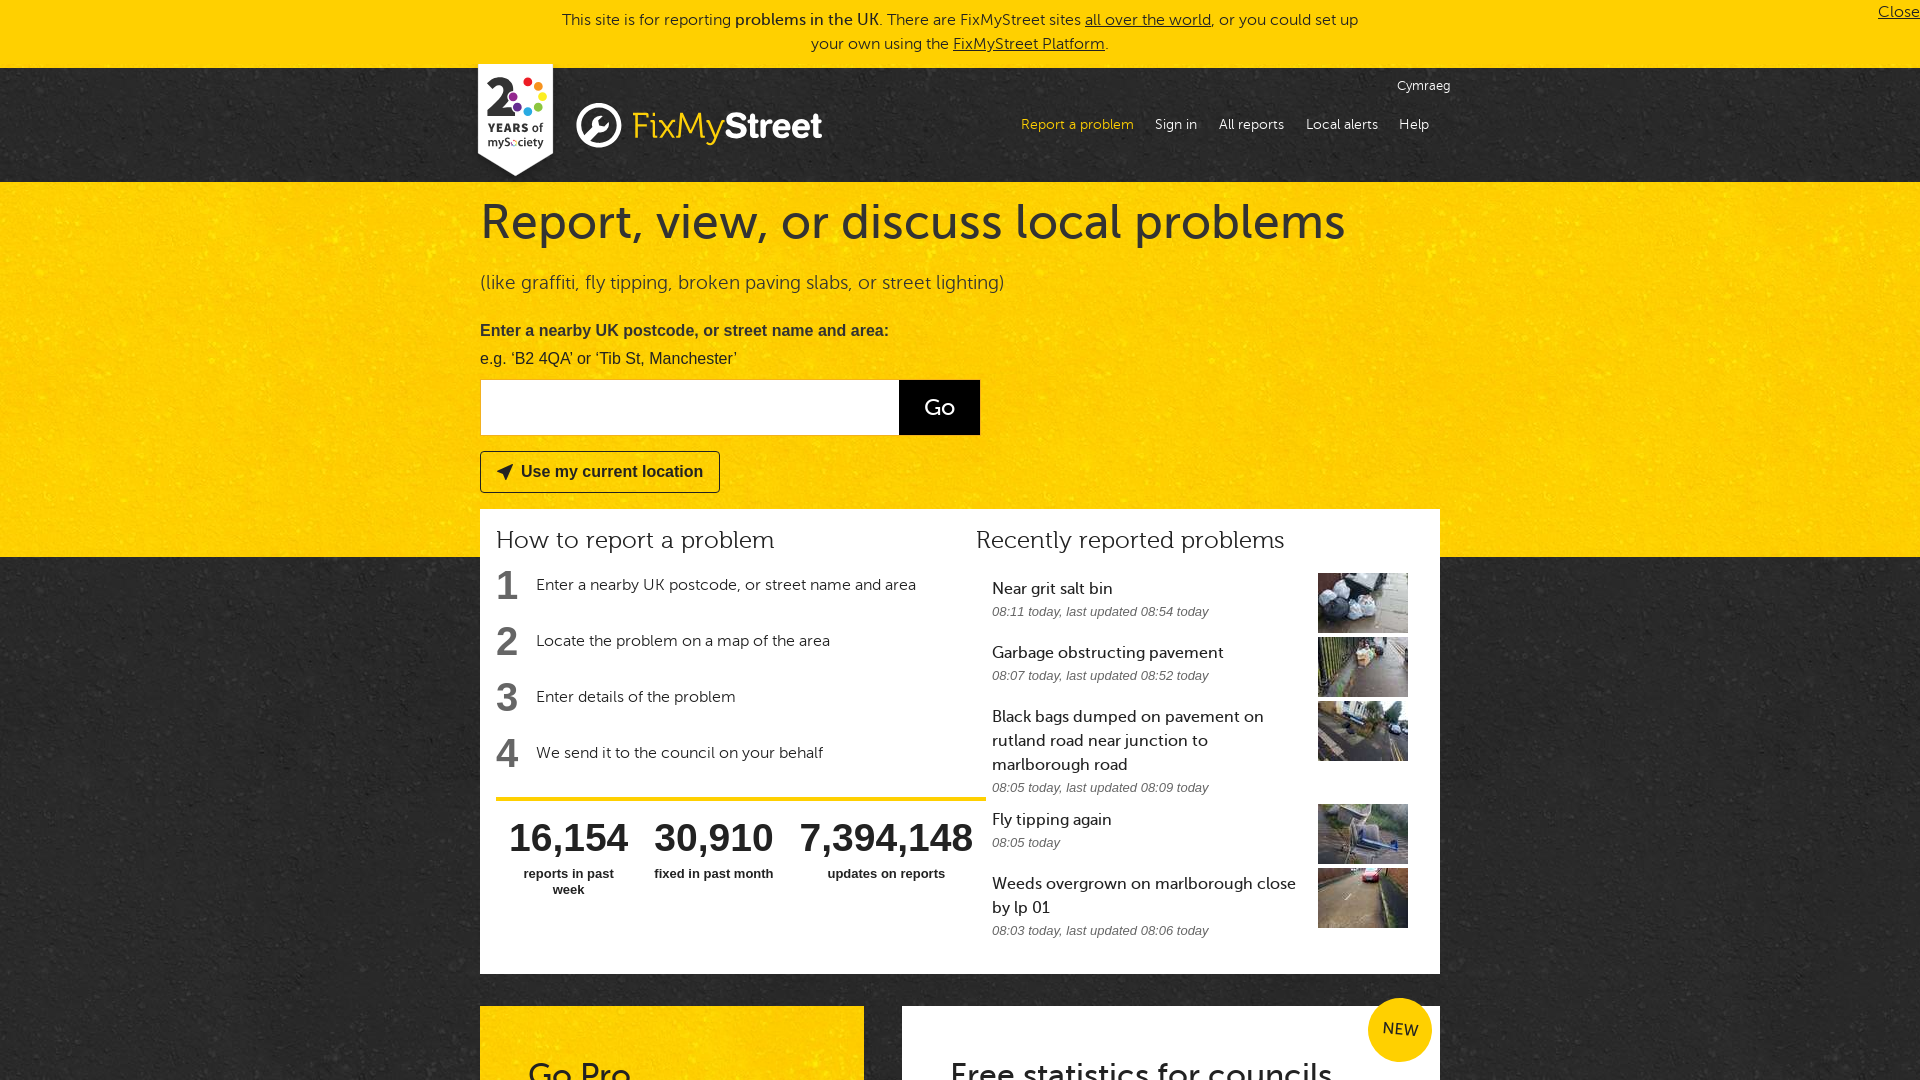 This site is for reporting problems in the UK. There are FixMyStreet sites all over the world, or you could set up
your own using the FixMyStreet Platform.
Close
20
YEARS of
mySociety
FixMyStreet
Cymraeg
Report a problem
Sign in
All reports
Local alerts
Help
Report, view, or discuss local problems
(like graffiti, fly tipping, broken paving slabs, or street lighting)
Enter a nearby UK postcode, or street name and area:
e.g. ‘B2 4QA’ or ‘Tib St, Manchester’
Go
Use my current location
How to report a problem
1 Enter a nearby UK postcode, or street name and area
2 Locate the problem on a map of the area
3 Enter details of the problem
4 We send it to the council on your behalf
16,154
reports in past
week
30,910
fixed in past month
7,394,148
updates on reports
Recently reported problems
Near grit salt bin
08:11 today, last updated 08:54 today
Garbage obstructing pavement
08:07 today, last updated 08:52 today
Black bags dumped on pavement on
rutland road near junction to
marlborough road
08:05 today, last updated 08:09 today
Fly tipping again
08:05 today
Weeds overgrown on marlborough close
by lp 01
08:03 today, last updated 08:06 today
Go Pro
NEW
Free statistics for councils